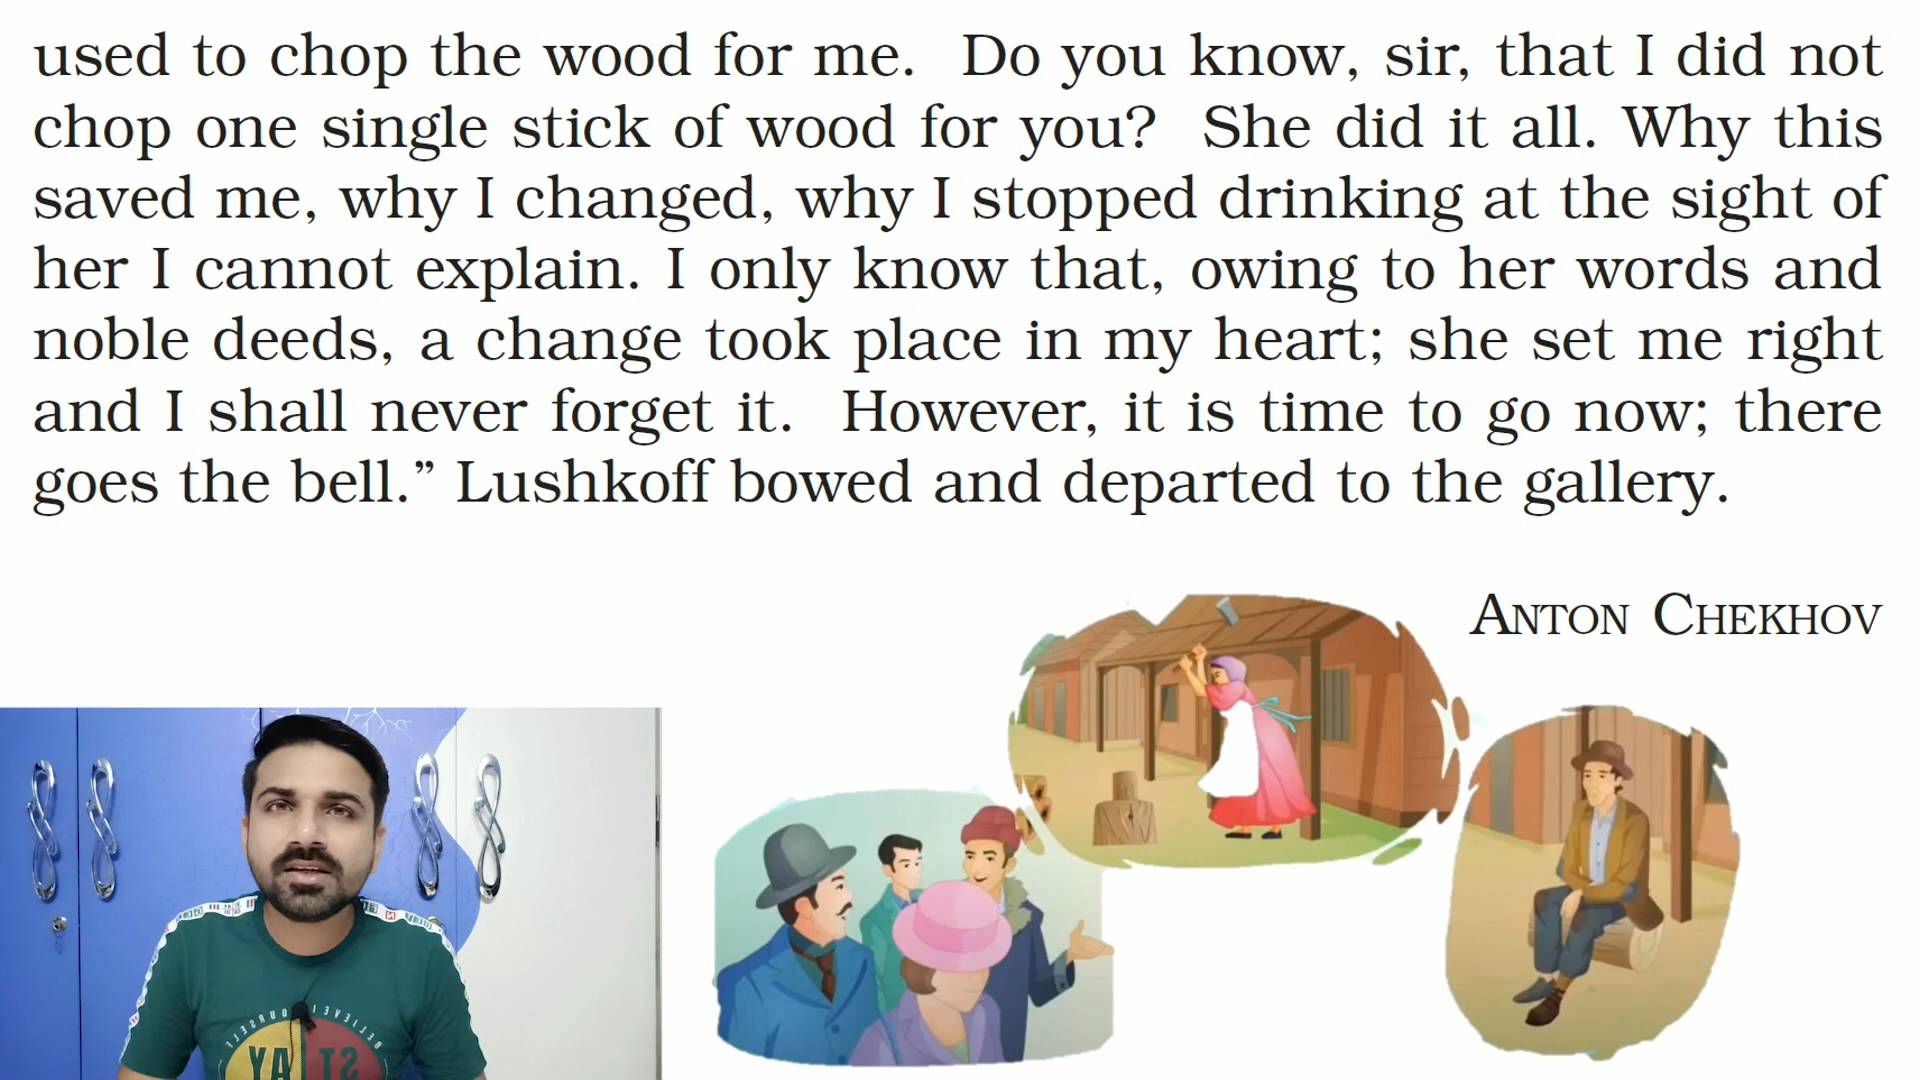 used to chop the wood for me. Do you know, sir, that I did not
chop one single stick of wood for you? She did it all. Why this
saved me, why I changed, why I stopped drinking at the sight of
her I cannot explain. I only know that, owing to her words and
noble deeds, a change took place in my heart; she set me right
and I shall never forget it. However, it is time to go now; there
goes the bell.” Lushkoff bowed and departed to the gallery.
ANTON CHEKHOV
BELIEVE IN YOURSELF
STAY